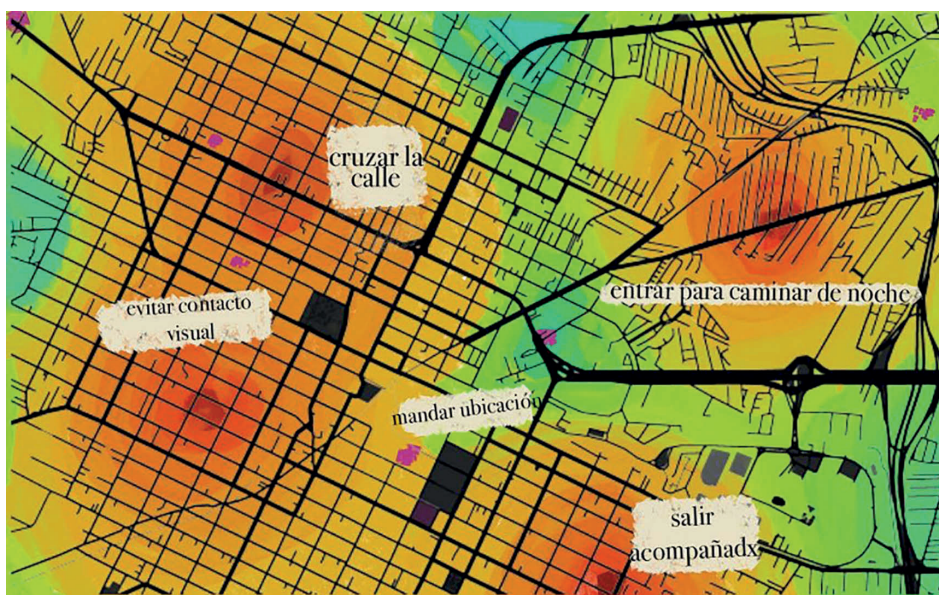 cruzar la
calle
entrar para caminar de noche
evitar contacto
visual
mandar ubicación
salir
acompañadx